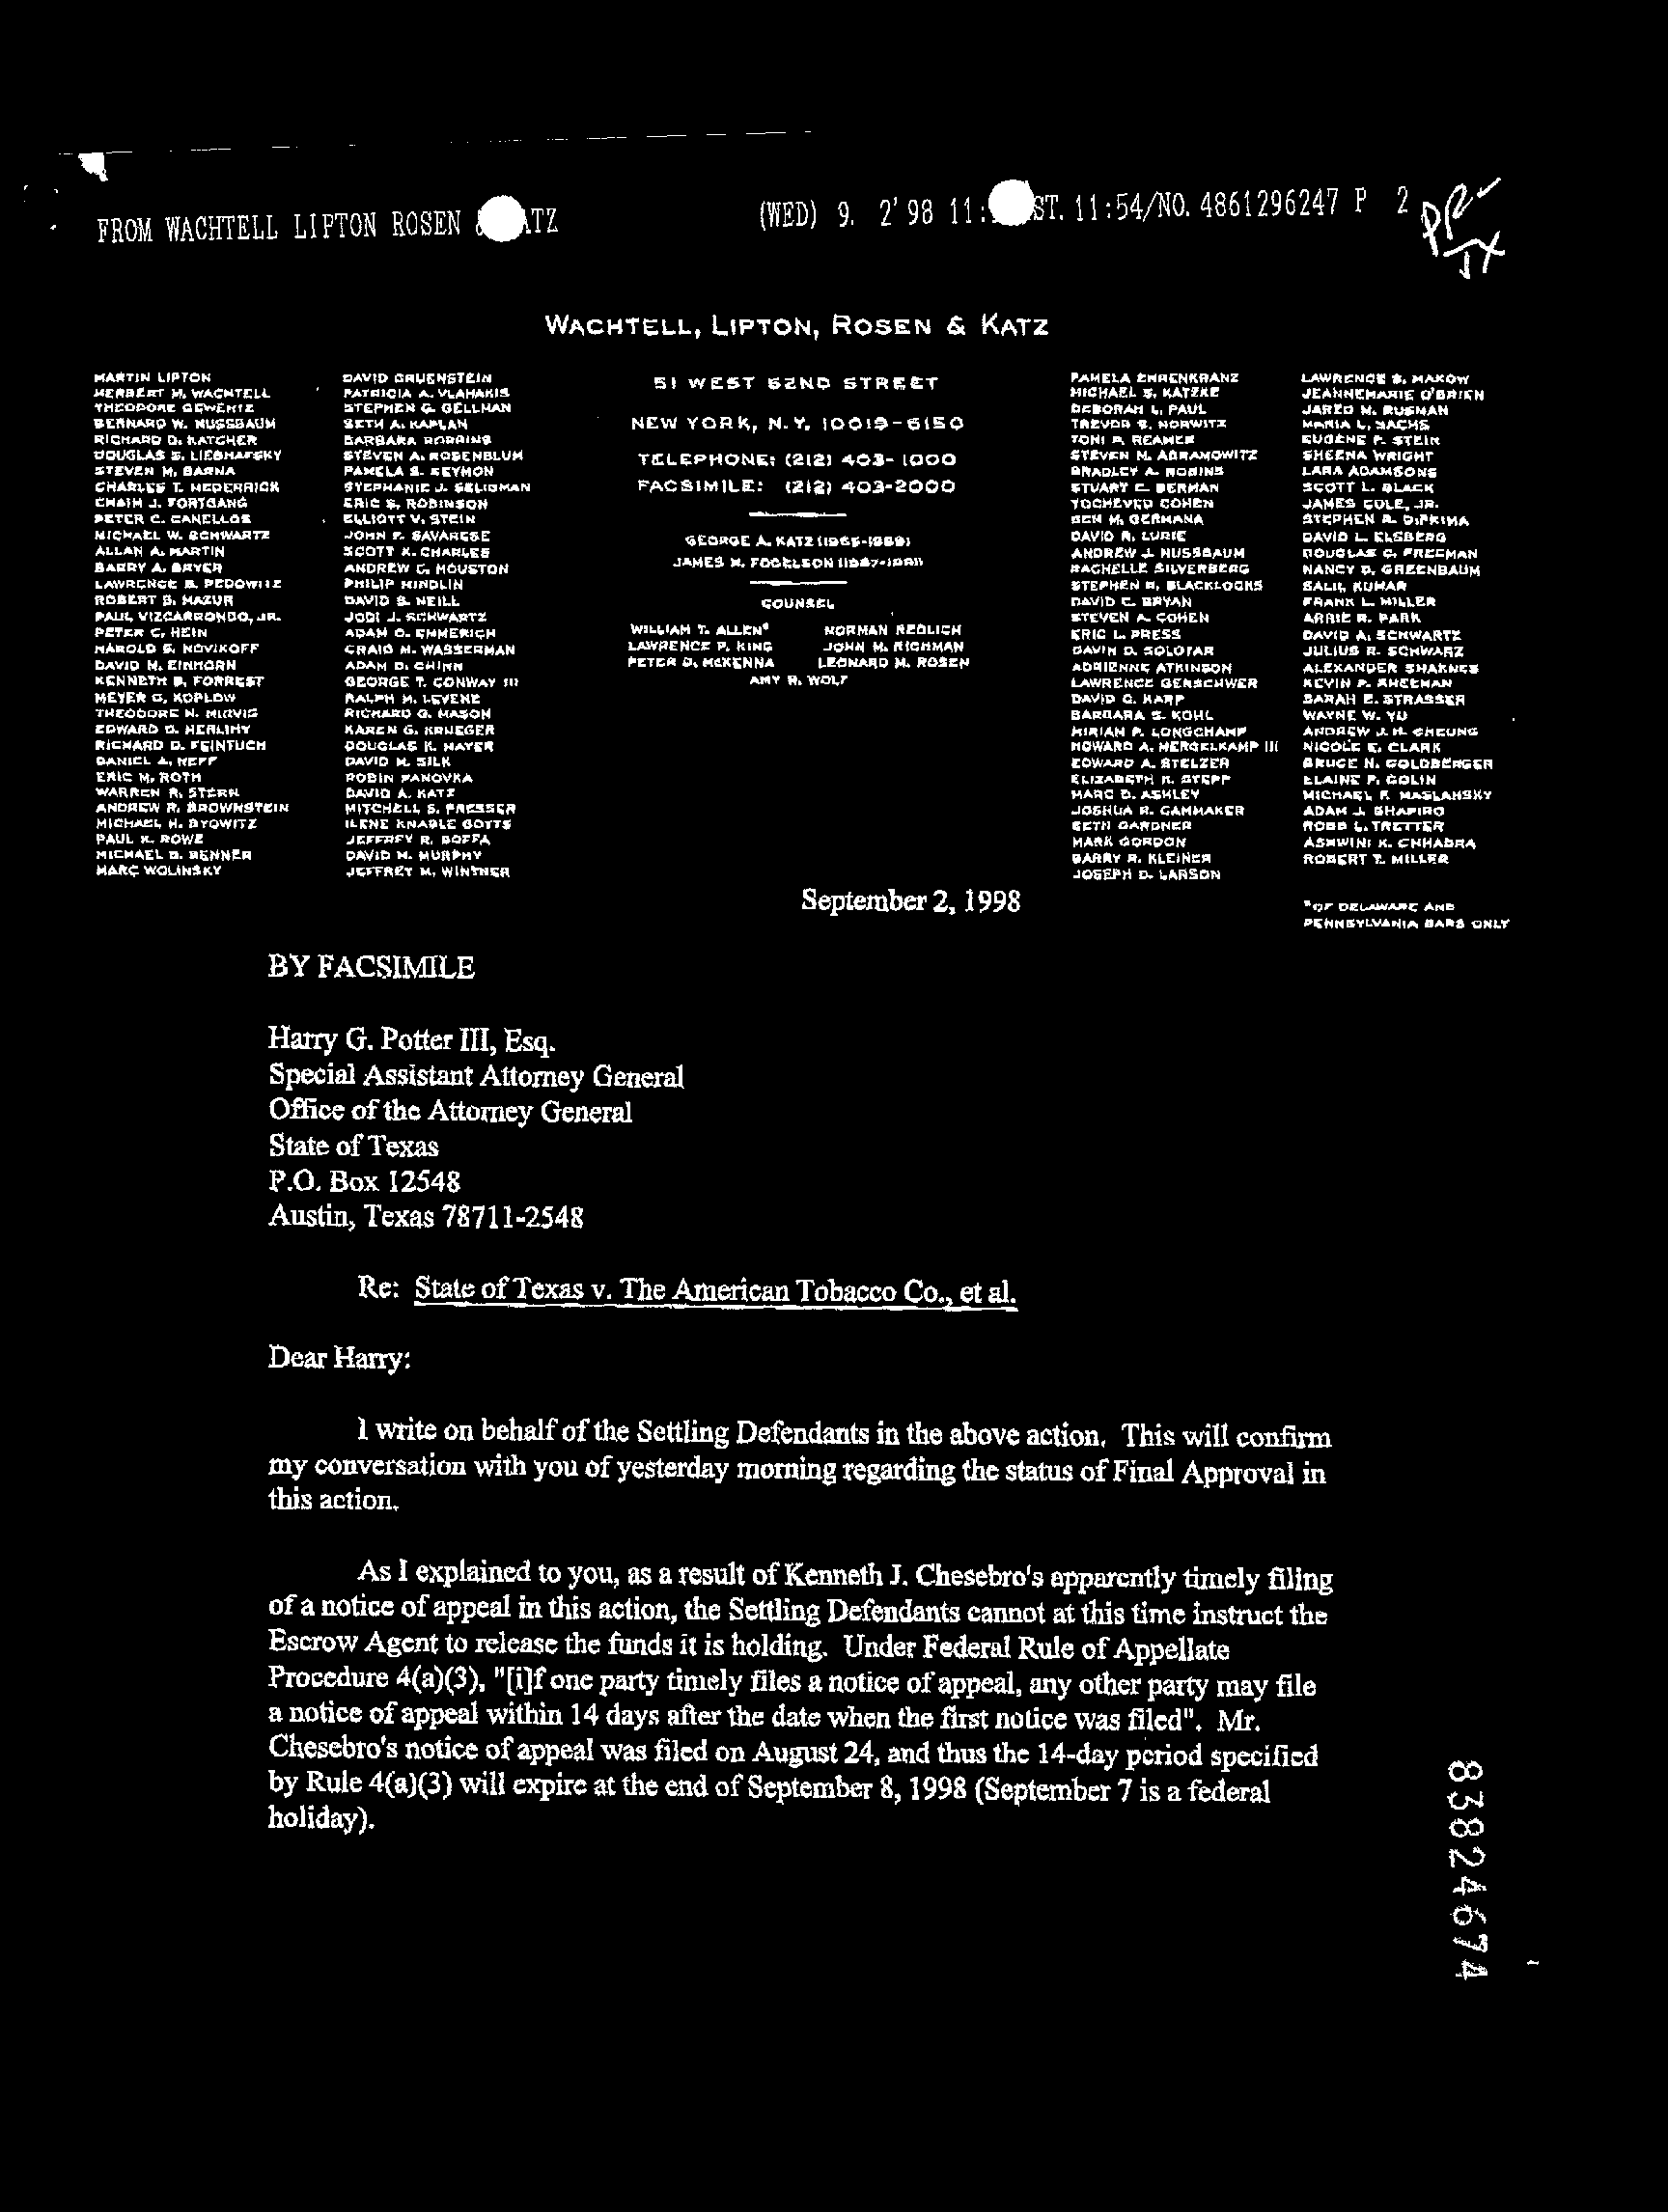 FROM WACHTELL LIPTON ROSEN & KATZ (WED) 9. 2'98 11: ST. 11:54/NO. 4861296247 P 2
WACHTELL, LIPTON, ROSEN & KATZ
MARTIN LIPTON
HERBERT M. WACHTELL
THEODORE GEWERTZ
BERNARD W. NUSSBAUM
RICHARD D. KATCHER
DOUGLAS S. LIEBHAFSKY
STEVEN M. BARNA
CHARLES T. HEDERRICK
CHAIM J. FORTGANG
PETER C. CANELLOS
MICHAEL W. SCHWARTZ
ALLAN A. MARTIN
BARRY A. BRYER
LAWRENCE B. PEDOWITZ
ROBERT B. MAZUR
PAUL VIZCARRONDO, JR.
PETER C. HEIN
HAROLD S. NOVIKOFF
DAVID M. EINHORN
KENNETH B. FORREST
MEYER G. KOPLOW
THEODORE N. MIRVIS
EDWARD D. HERLIHY
RICHARD D. FEINTUCH
DANIEL A. NEFF
ERIC M. ROTH
WARREN R. STERN
ANDREW R. BROWNSTEIN
MICHAEL H. BYOWITZ
PAUL K. ROWE
MICHAEL B. BENNER
MARC WOLINSKY
DAVID GRUENSTEIN
PATRICIA A. VLAHAKIS
STEPHEN G. GELLMAN
SETH A. KAPLAN
BARBARA ROBBINS
STEVEN A. ROSENBLUM
PAMELA S. SEYMON
STEPHANIE J. SELIGMAN
ERIC S. ROBINSON
ELLIOTT V. STEIN
JOHN F. SAVARESE
SCOTT K. CHARLES
ANDREW C. HOUSTON
PHILIP MINDLIN
DAVID S. NEILL
JODI J. SCHWARTZ
ADAM O. EMMERICH
CRAIG M. WASSERMAN
ADAM D. CHINN
GEORGE T. CONWAY III
RALPH M. LEVENE
RICHARD G. MASON
KAREN G. KRUEGER
DOUGLAS K. MAYER
DAVID M. SILK
ROBIN PANOVKA
DAVID A. KATZ
MITCHELL S. PRESSER
ILENE KNABLE GOTTS
JEFFREY R. BOFFA
DAVID M. MURPHY
JEFFREY M. WINTNER
51 WEST 52ND STREET
NEW YORK, N.Y. 10019-6150
TELEPHONE: (212) 403-1000
FACSIMILE: (212) 403-2000
GEORGE A. KATZ (1965-1989)
JAMES H. FOGELSON (1967-1991)
COUNSEL
WILLIAM T. ALLEN* NORMAN REDLICH
LAWRENCE P. KING JOHN M. RICHMAN
PETER D. McKENNA LEONARD M. ROSEN
AMY R. WOLF
PAMELA EHRENKRANZ
MICHAEL S. KATZKE
DEBORAH L. PAUL
TREVOR S. NORWITZ
TONI P. REAMER
STEVEN M. ABRAMOWITZ
BRADLEY A. ROBINS
STUART C. BERMAN
YOCHEVED COHEN
BEN M. GERMANA
DAVID R. LURIE
ANDREW J. NUSSBAUM
RACHELLE SILVERBERG
STEPHEN R. BLACKLOCKS
DAVID C. BRYAN
STEVEN A. COHEN
ERIC L. PRESS
GAVIN D. SOLOTAR
ADRIENNE ATKINSON
LAWRENCE GERSCHWER
DAVID G. KARP
BARBARA S. KOHL
MIRIAM P. LONGCHAMP
HOWARD A. MERGELKAMP III
EDWARD A. STELZER
ELIZABETH R. STEPP
MARC D. ASHLEY
JOSHUA R. CAMMAKER
SETH GARDNER
MARK GORDON
BARRY R. KLEINER
JOSEPH D. LARSON
LAWRENCE S. MAKOW
JEANNEMARIE O'BRIEN
JARED M. RUSMAN
MARIA L. SACHS
EUGENE P. STEIN
SHEENA WRIGHT
LARA ADAMSONS
SCOTT L. BLACK
JAMES COLE, JR.
STEPHEN R. DiPRIMA
DAVID L. ELSBERG
DOUGLAS C. FREEMAN
NANCY B. GREENBAUM
SALIL KUMAR
FRANK L. MILLER
ARRIE R. PARK
DAVID A. SCHWARTZ
JULIUS R. SCHWARZ
ALEXANDER SHAKNES
KEVIN P. SHEEHAN
SARAH E. STRASSER
WAYNE W. YU
ANDREW J.H. CHEUNG
NICOLE E. CLARK
BRUCE N. GOLDBERGER
ELAINE P. GOLIN
MICHAEL F. MASLANSKY
ADAM J. SHAPIRO
ROBB L. TRETTER
ASHWINI K. CHHABRA
ROBERT T. MILLER
*OF DELAWARE AND
PENNSYLVANIA BARS ONLY
September 2, 1998
BY FACSIMILE
Harry G. Potter III, Esq.
Special Assistant Attorney General
Office of the Attorney General
State of Texas
P.O. Box 12548
Austin, Texas 78711-2548
Re: State of Texas v. The American Tobacco Co., et al.
Dear Harry:
I write on behalf of the Settling Defendants in the above action. This will confirm
my conversation with you of yesterday morning regarding the status of Final Approval in
this action.
As I explained to you, as a result of Kenneth J. Chesebro's apparently timely filing
of a notice of appeal in this action, the Settling Defendants cannot at this time instruct the
Escrow Agent to release the funds it is holding. Under Federal Rule of Appellate
Procedure 4(a)(3), "[i]f one party timely files a notice of appeal, any other party may file
a notice of appeal within 14 days after the date when the first notice was filed". Mr.
Chesebro's notice of appeal was filed on August 24, and thus the 14-day period specified
by Rule 4(a)(3) will expire at the end of September 8, 1998 (September 7 is a federal
holiday).
83824674